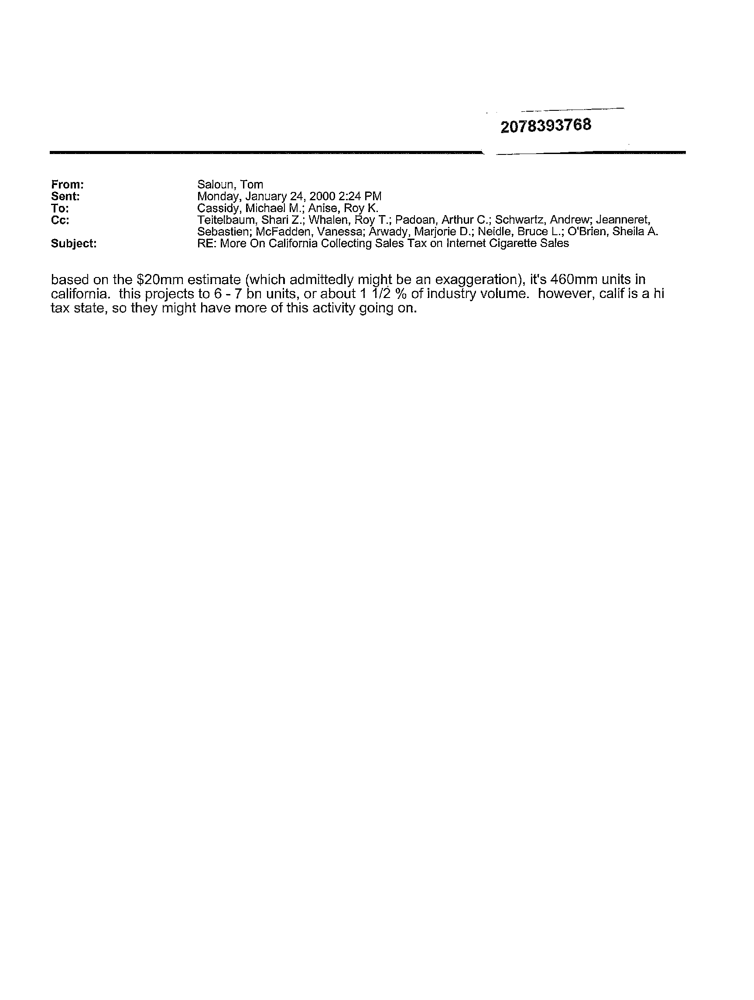 2078393768
From: Saloun, Tom
Sent: Monday, January 24, 2000 2:24 PM
To: Cassidy, Michael M.; Anise, Roy K.
Cc: Teitelbaum, Shari Z.; Whalen, Roy T.; Padoan, Arthur C.; Schwartz, Andrew; Jeanneret,
Sebastien; McFadden, Vanessa; Arwady, Marjorie D.; Neidle, Bruce L.; O'Brien, Sheila A.
Subject: RE: More On California Collecting Sales Tax on Internet Cigarette Sales
based on the $20mm estimate (which admittedly might be an exaggeration), it's 460mm units in
california. this projects to 6 - 7 bn units, or about 1 1/2 % of industry volume. however, calif is a hi
tax state, so they might have more of this activity going on.